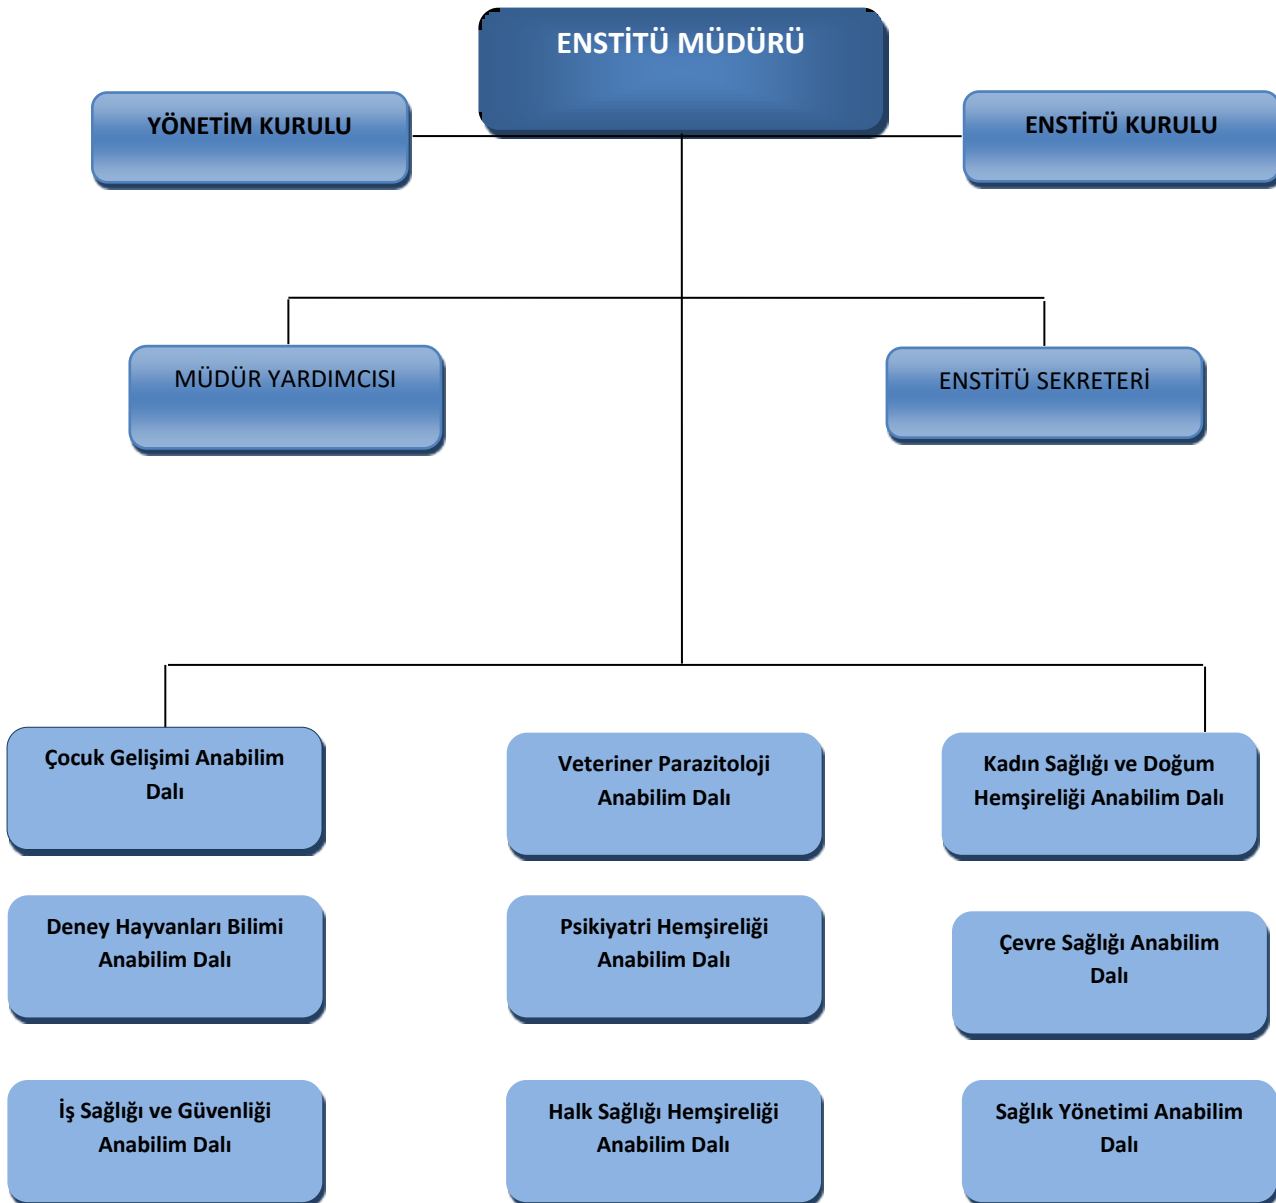 ENSTİTÜ MÜDÜRÜ
YÖNETİM KURULU
ENSTİTÜ KURULU
MÜDÜR YARDIMCISI
ENSTİTÜ SEKRETERİ
Çocuk Gelişimi Anabilim
Dalı
Veteriner Parazitoloji
Anabilim Dalı
Kadın Sağlığı ve Doğum
Hemşireliği Anabilim Dalı
Deney Hayvanları Bilimi
Anabilim Dalı
Psikiyatri Hemşireliği
Anabilim Dalı
Çevre Sağlığı Anabilim
Dalı
İş Sağlığı ve Güvenliği
Anabilim Dalı
Halk Sağlığı Hemşireliği
Anabilim Dalı
Sağlık Yönetimi Anabilim
Dalı